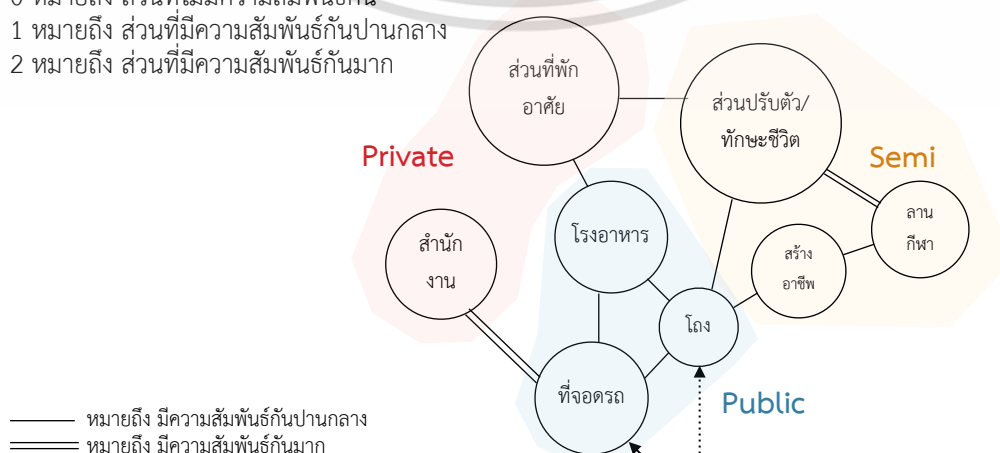 1 หมายถึง ส่วนที่มีความสัมพันธ์กันปานกลาง
2 หมายถึง ส่วนที่มีความสัมพันธ์กันมาก
ส่วนที่พัก
อาศัย
ส่วนปรับตัว/
ทักษะชีวิต
Private
Semi
สำนัก
งาน
โรงอาหาร
ลาน
กีฬา
สร้าง
อาชีพ
โถง
ที่จอดรถ
Public
หมายถึง มีความสัมพันธ์กันปานกลาง
หมายถึง มีความสัมพันธ์กันมาก